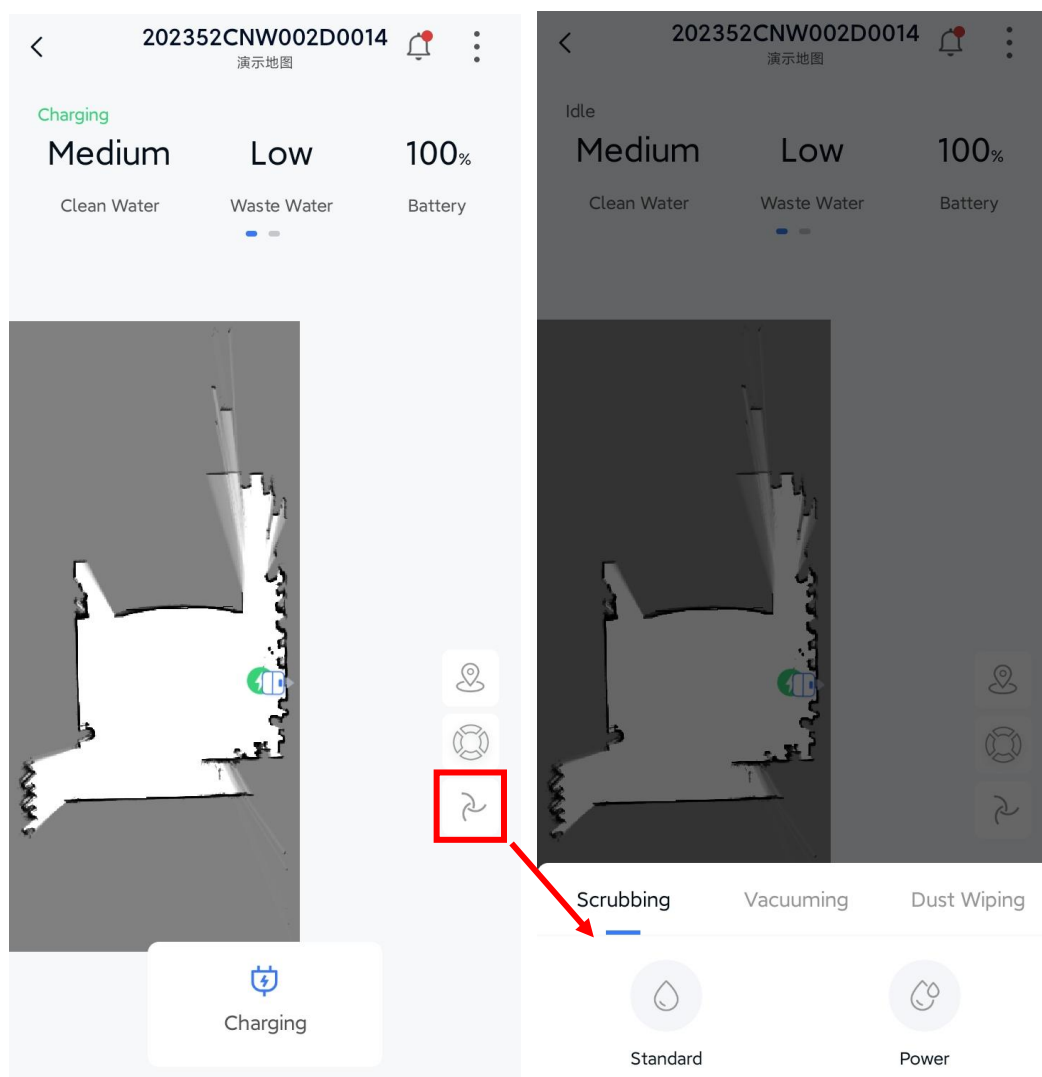 202352CNW002D0014
演示地图
Charging
Medium Low 100%
Clean Water Waste Water Battery
Charging
202352CNW002D0014
演示地图
Idle
Medium Low 100%
Clean Water Waste Water Battery
Scrubbing Vacuuming Dust Wiping
Standard Power